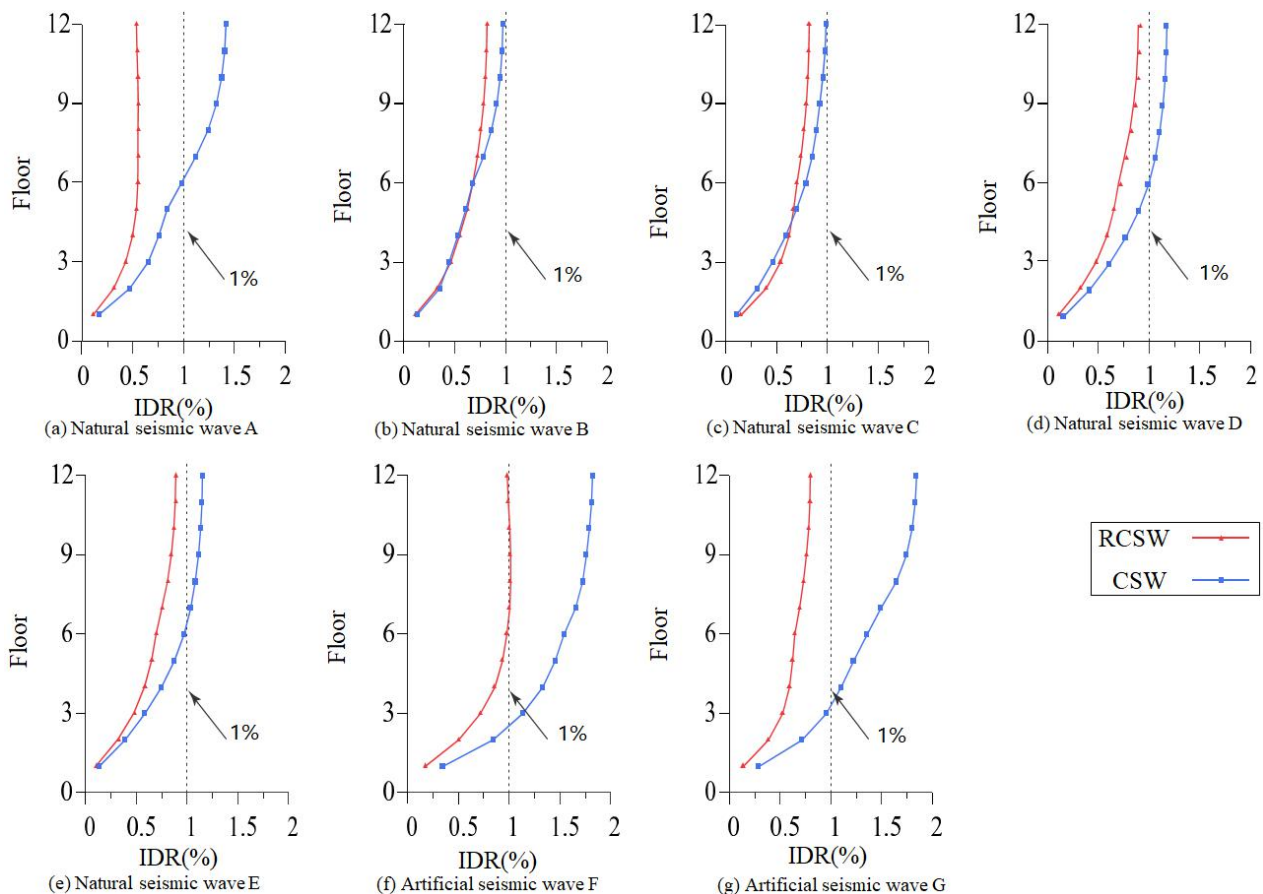 12
9
6
3
0
Floor
1%
0 0.5 1 1.5 2
IDR(%)
(a) Natural seismic wave A
12
9
6
3
0
Floor
1%
0 0.5 1 1.5 2
IDR(%)
(b) Natural seismic wave B
12
9
6
3
0
Floor
1%
0 0.5 1 1.5 2
IDR(%)
(c) Natural seismic wave C
12
9
6
3
0
Floor
1%
0 0.5 1 1.5 2
IDR(%)
(d) Natural seismic wave D
12
9
6
3
0
Floor
1%
0 0.5 1 1.5 2
IDR(%)
(e) Natural seismic wave E
12
9
6
3
0
Floor
1%
0 0.5 1 1.5 2
IDR(%)
(f) Artificial seismic wave F
12
9
6
3
0
Floor
1%
0 0.5 1 1.5 2
IDR(%)
(g) Artificial seismic wave G
RCSW
CSW